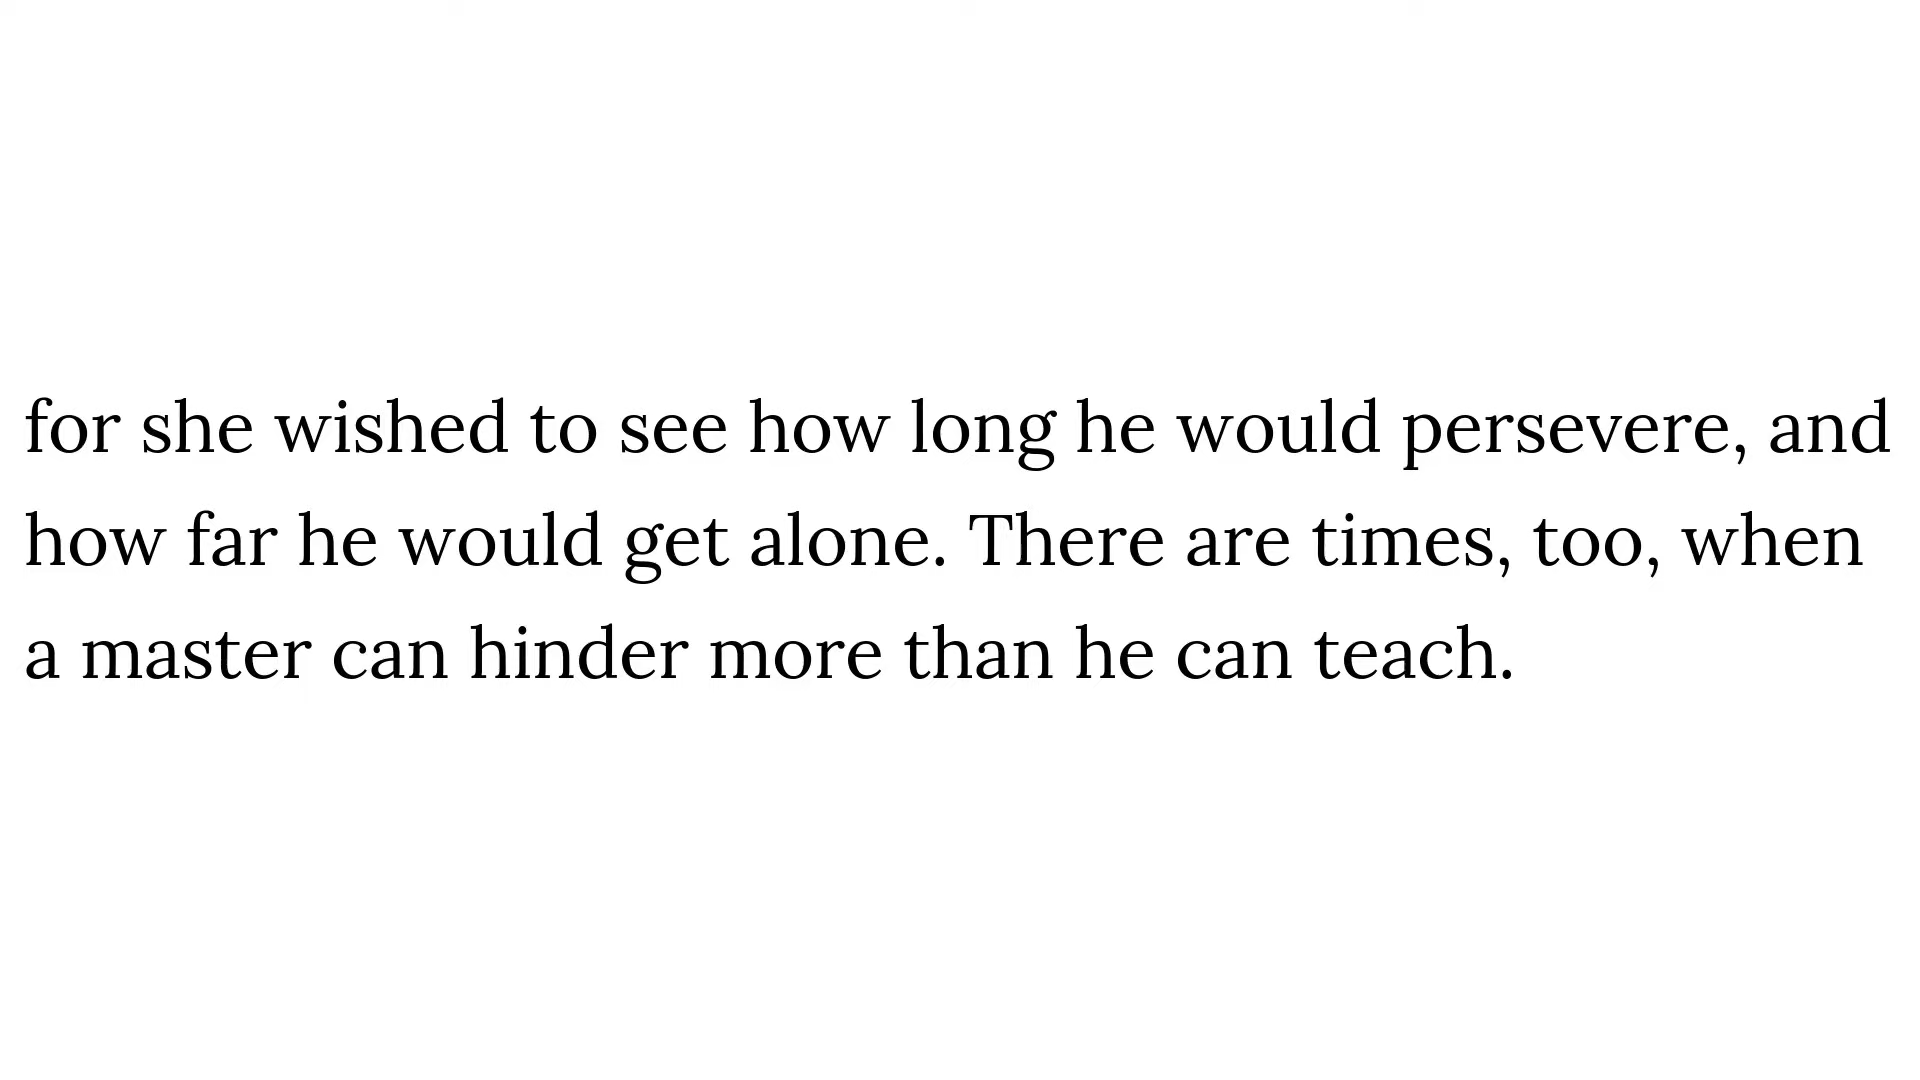 for she wished to see how long he would persevere, and
how far he would get alone. There are times, too, when
a master can hinder more than he can teach.